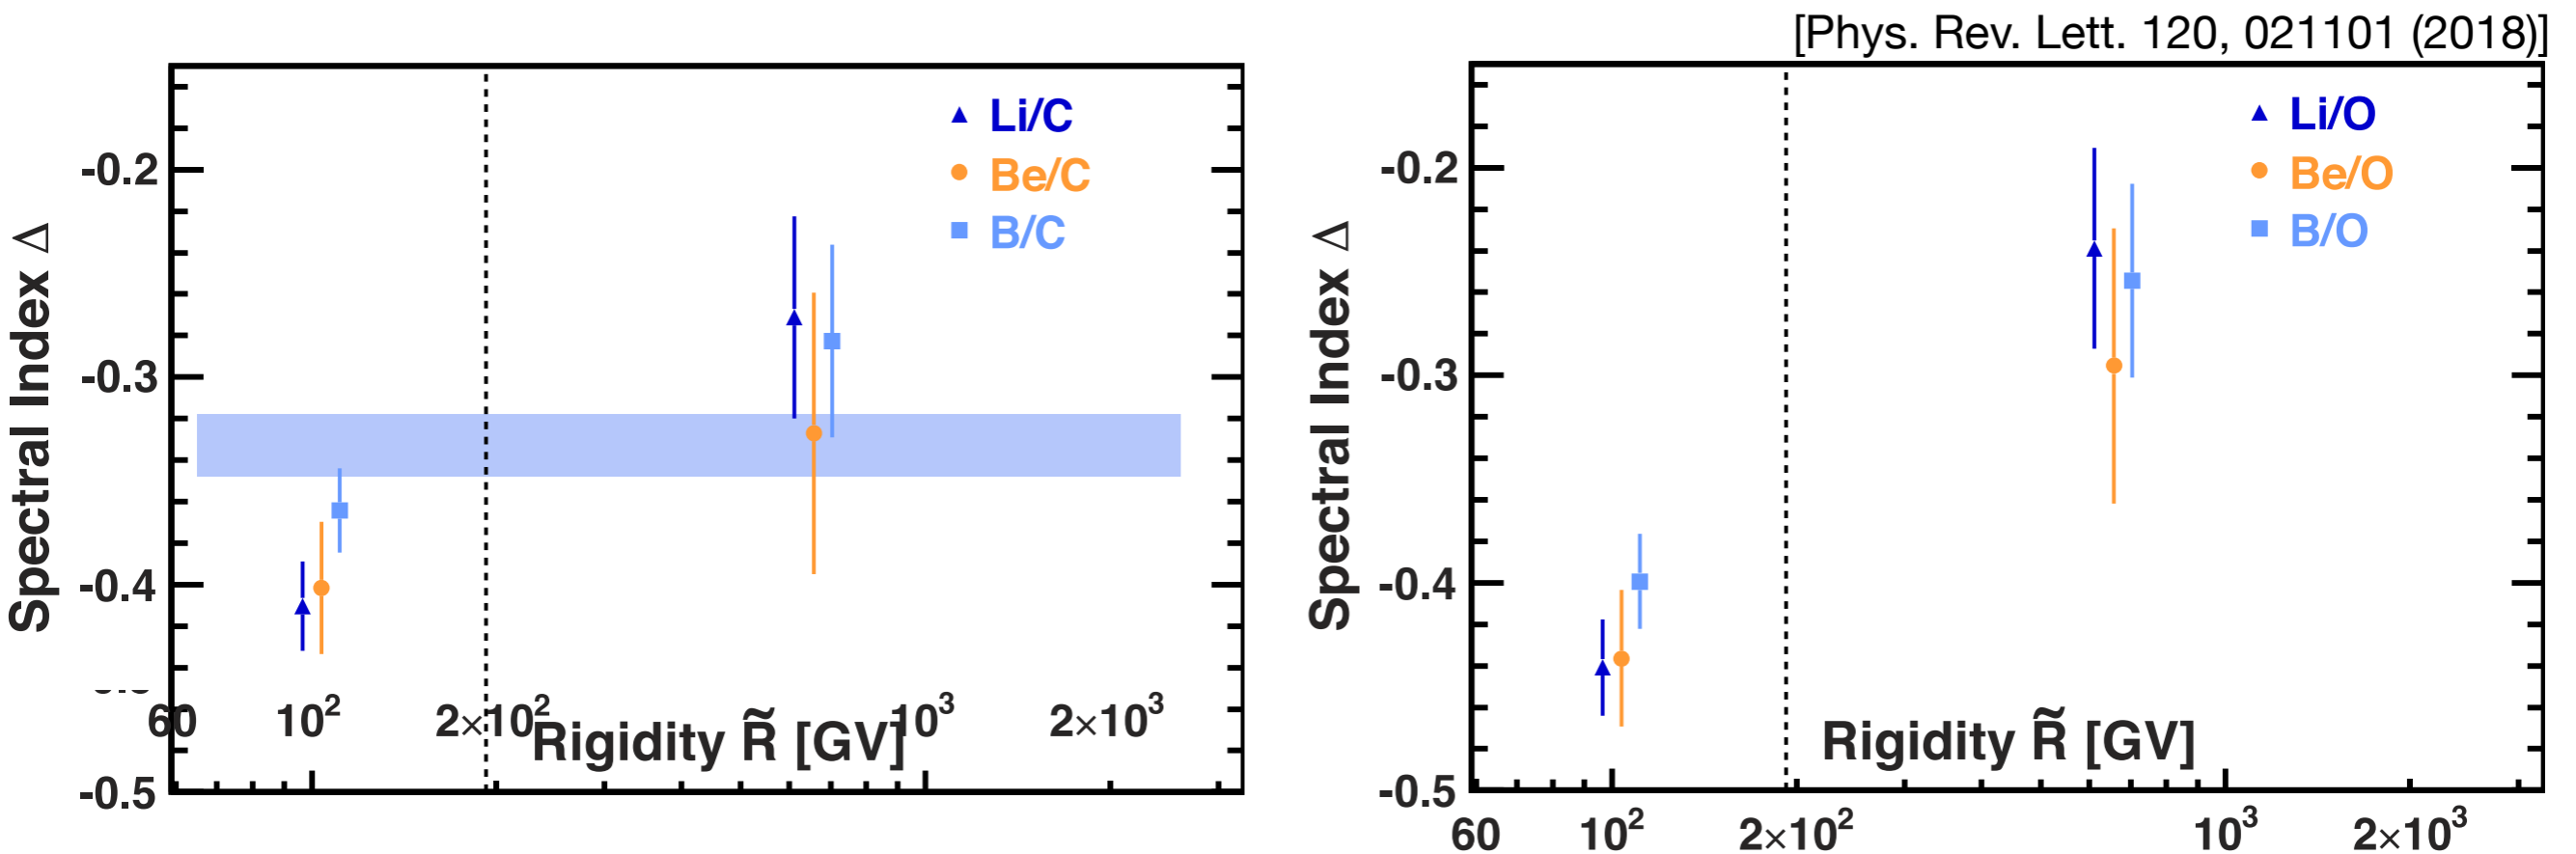 [Phys. Rev. Lett. 120, 021101 (2018)]
Spectral Index Δ
-0.2
-0.3
-0.4
-0.5
Li/C
Be/C
B/C
60 10² 2×10² 10³ 2×10³
Rigidity R̃ [GV]
Spectral Index Δ
-0.2
-0.3
-0.4
-0.5
Li/O
Be/O
B/O
Rigidity R̃ [GV]
60 10² 2×10² 10³ 2×10³